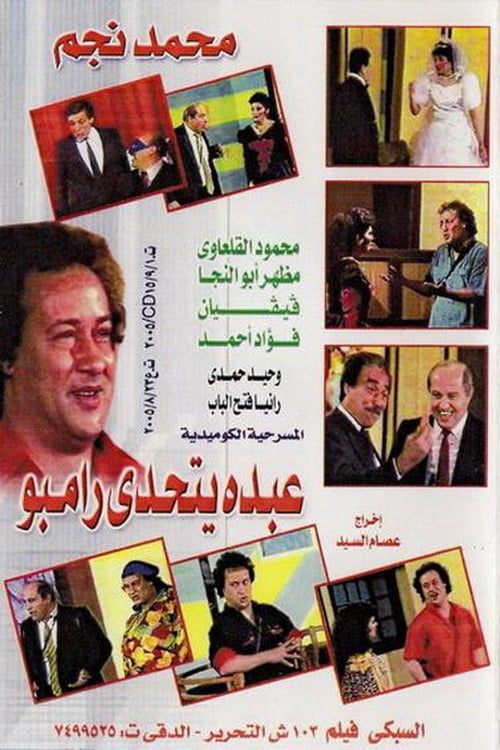 محمد نجم
محمود القلعاوى
مظهر أبو النجا
ڤيڤيان
فؤاد أحمد
وحيد حمدى
رانيا فتح الباب
المسرحية الكوميدية
عبده يتحدى رامبو
إخراج
عصام السيد
السبكى فيلم ١٠٣ ش التحرير - الدقى ت: ٧٤٩٩٥٢٥